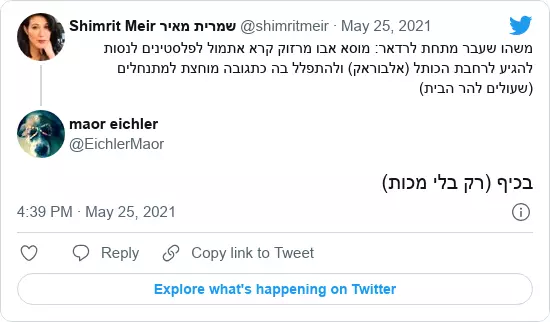 Shimrit Meir שמרית מאיר @shimritmeir · May 25, 2021
משהו שעבר מתחת לרדאר: מוסא אבו מרזוק קרא אתמול לפלסטינים לנסות
להגיע לרחבת הכותל (אלבוראק) ולהתפלל בה כתגובה מוחצת למתנחלים
(שעולים להר הבית)
maor eichler
@EichlerMaor
בכיף (רק בלי מכות)
4:39 PM · May 25, 2021
Reply
Copy link to Tweet
Explore what's happening on Twitter